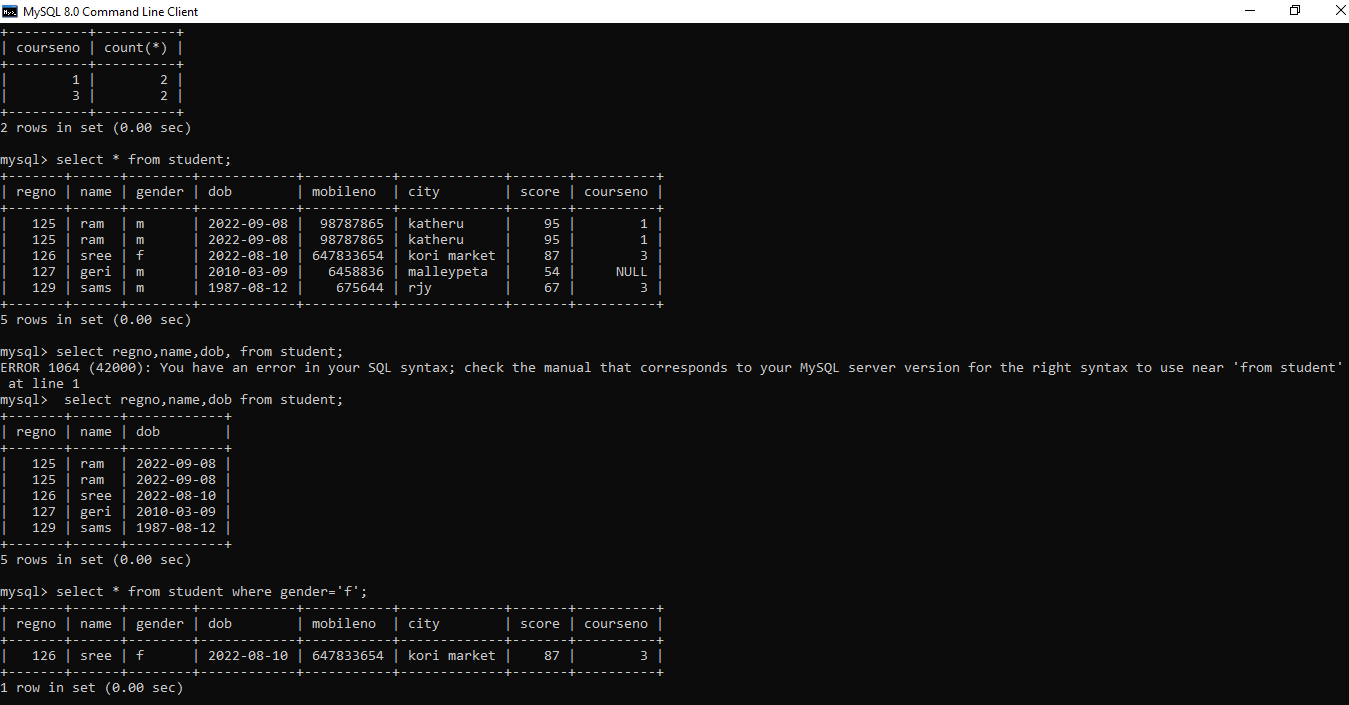 MySQL 8.0 Command Line Client
+----------+----------+
| courseno | count(*) |
+----------+----------+
|        1 |        2 |
|        3 |        2 |
+----------+----------+
2 rows in set (0.00 sec)

mysql> select * from student;
+-------+------+--------+------------+-----------+-------------+-------+----------+
| regno | name | gender | dob        | mobileno  | city        | score | courseno |
+-------+------+--------+------------+-----------+-------------+-------+----------+
|   125 | ram  | m      | 2022-09-08 |  98787865 | katheru     |    95 |        1 |
|   125 | ram  | m      | 2022-09-08 |  98787865 | katheru     |    95 |        1 |
|   126 | sree | f      | 2022-08-10 | 647833654 | kori market |    87 |        3 |
|   127 | geri | m      | 2010-03-09 |   6458836 | malleypeta  |    54 |     NULL |
|   129 | sams | m      | 1987-08-12 |    675644 | rjy         |    67 |        3 |
+-------+------+--------+------------+-----------+-------------+-------+----------+
5 rows in set (0.00 sec)

mysql> select regno,name,dob, from student;
ERROR 1064 (42000): You have an error in your SQL syntax; check the manual that corresponds to your MySQL server version for the right syntax to use near 'from student'
 at line 1
mysql>  select regno,name,dob from student;
+-------+------+------------+
| regno | name | dob        |
+-------+------+------------+
|   125 | ram  | 2022-09-08 |
|   125 | ram  | 2022-09-08 |
|   126 | sree | 2022-08-10 |
|   127 | geri | 2010-03-09 |
|   129 | sams | 1987-08-12 |
+-------+------+------------+
5 rows in set (0.00 sec)

mysql> select * from student where gender='f';
+-------+------+--------+------------+-----------+-------------+-------+----------+
| regno | name | gender | dob        | mobileno  | city        | score | courseno |
+-------+------+--------+------------+-----------+-------------+-------+----------+
|   126 | sree | f      | 2022-08-10 | 647833654 | kori market |    87 |        3 |
+-------+------+--------+------------+-----------+-------------+-------+----------+
1 row in set (0.00 sec)